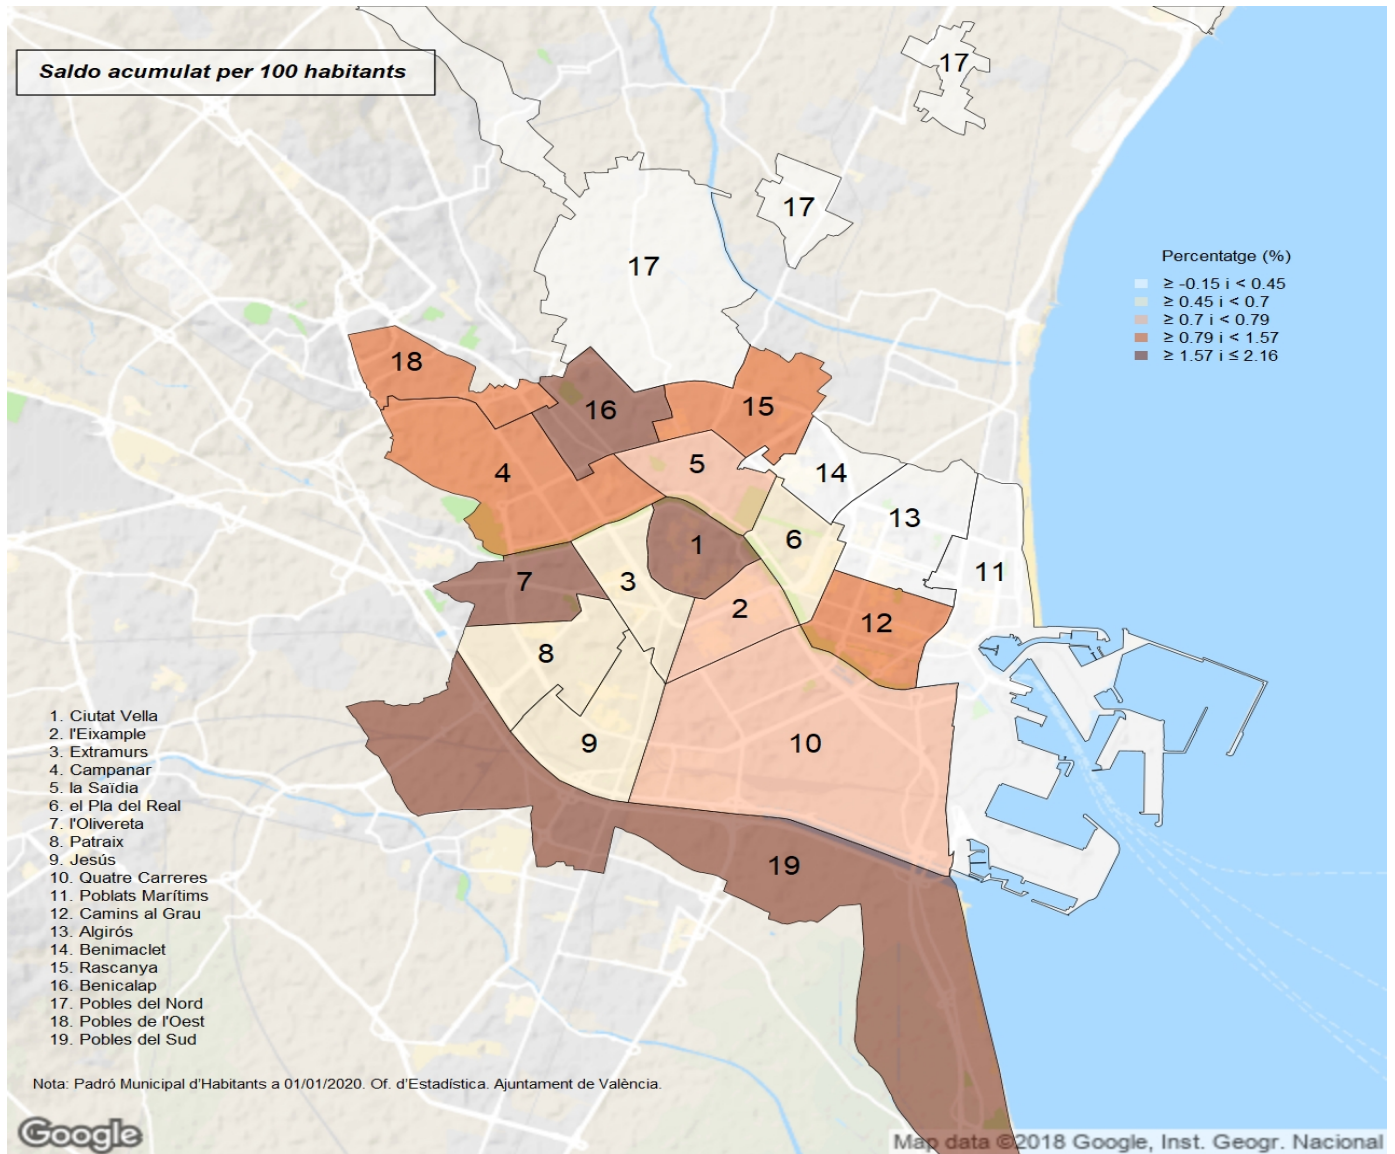 Saldo acumulat per 100 habitants
17
17
17
Percentatge (%)
≥ -0.15 i < 0.45
≥ 0.45 i < 0.7
≥ 0.7 i < 0.79
≥ 0.79 i < 1.57
≥ 1.57 i ≤ 2.16
18
16
15
5
4
14
13
1
6
11
7
3
2
12
8
9
10
19
1. Ciutat Vella
2. l'Eixample
3. Extramurs
4. Campanar
5. la Saïdia
6. el Pla del Real
7. l'Olivereta
8. Patraix
9. Jesús
10. Quatre Carreres
11. Poblats Marítims
12. Camins al Grau
13. Algirós
14. Benimaclet
15. Rascanya
16. Benicalap
17. Pobles del Nord
18. Pobles de l'Oest
19. Pobles del Sud
Nota: Padró Municipal d'Habitants a 01/01/2020. Of. d'Estadística. Ajuntament de València.
Google
Map data ©2018 Google, Inst. Geogr. Nacional